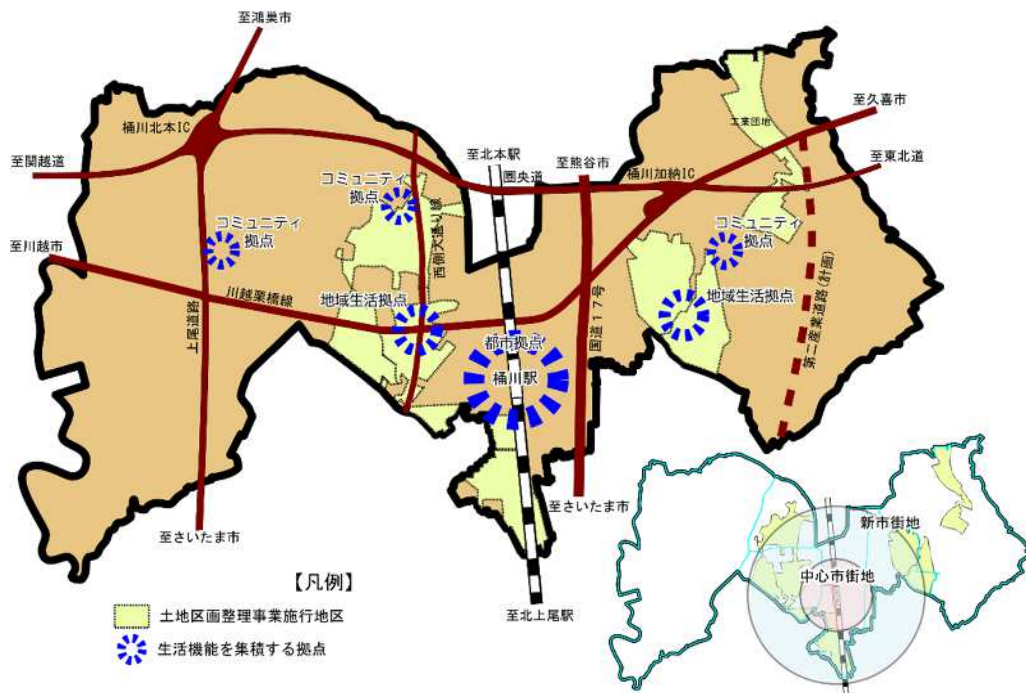 至鴻巣市
桶川北本IC
至関越道
至川越市
コミュニティ
拠点
コミュニティ
拠点
西側大通り線
至北本駅
圏央道
至熊谷市
桶川加納IC
工業団地
至久喜市
至東北道
コミュニティ
拠点
地域生活拠点
第二産業道路(計画)
川越栗橋線
上尾道路
地域生活拠点
都市拠点
桶川駅
国道17号
至さいたま市
至さいたま市
至北上尾駅
【凡例】
土地区画整理事業施行地区
生活機能を集積する拠点
新市街地
中心市街地